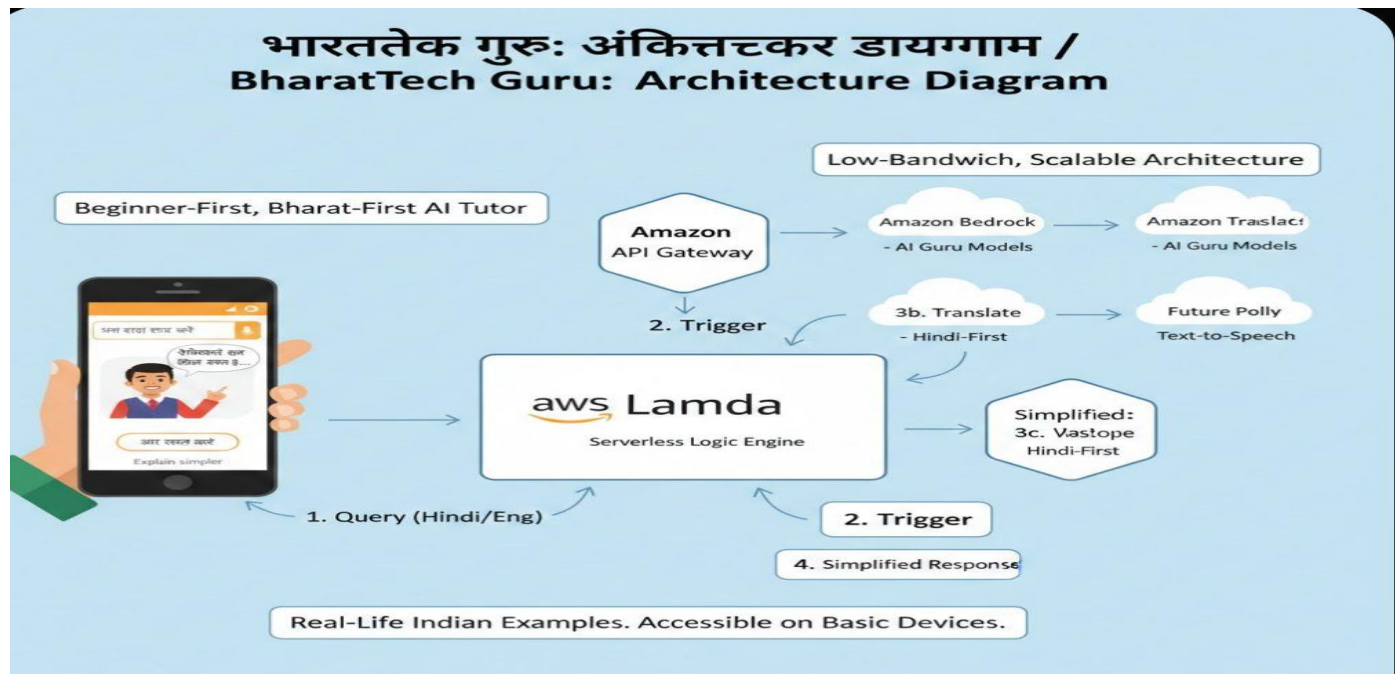 भारततेक गुरु: अंकित्तच्कर डायग्गाम /
BharatTech Guru: Architecture Diagram
Low-Bandwich, Scalable Architecture
Beginner-First, Bharat-First AI Tutor
Amazon
API Gateway
Amazon Bedrock
- AI Guru Models
Amazon
- AI Guru Models
2. Trigger
3b. Translate
- Hindi-First
Future Polly
Text-to-Speech
aws Lamda
Serverless Logic Engine
Simplified:
3c. Vastope
Hindi-First
Explain simpler
1. Query (Hindi/Eng)
2. Trigger
4. Simplified Response
Real-Life Indian Examples. Accessible on Basic Devices.